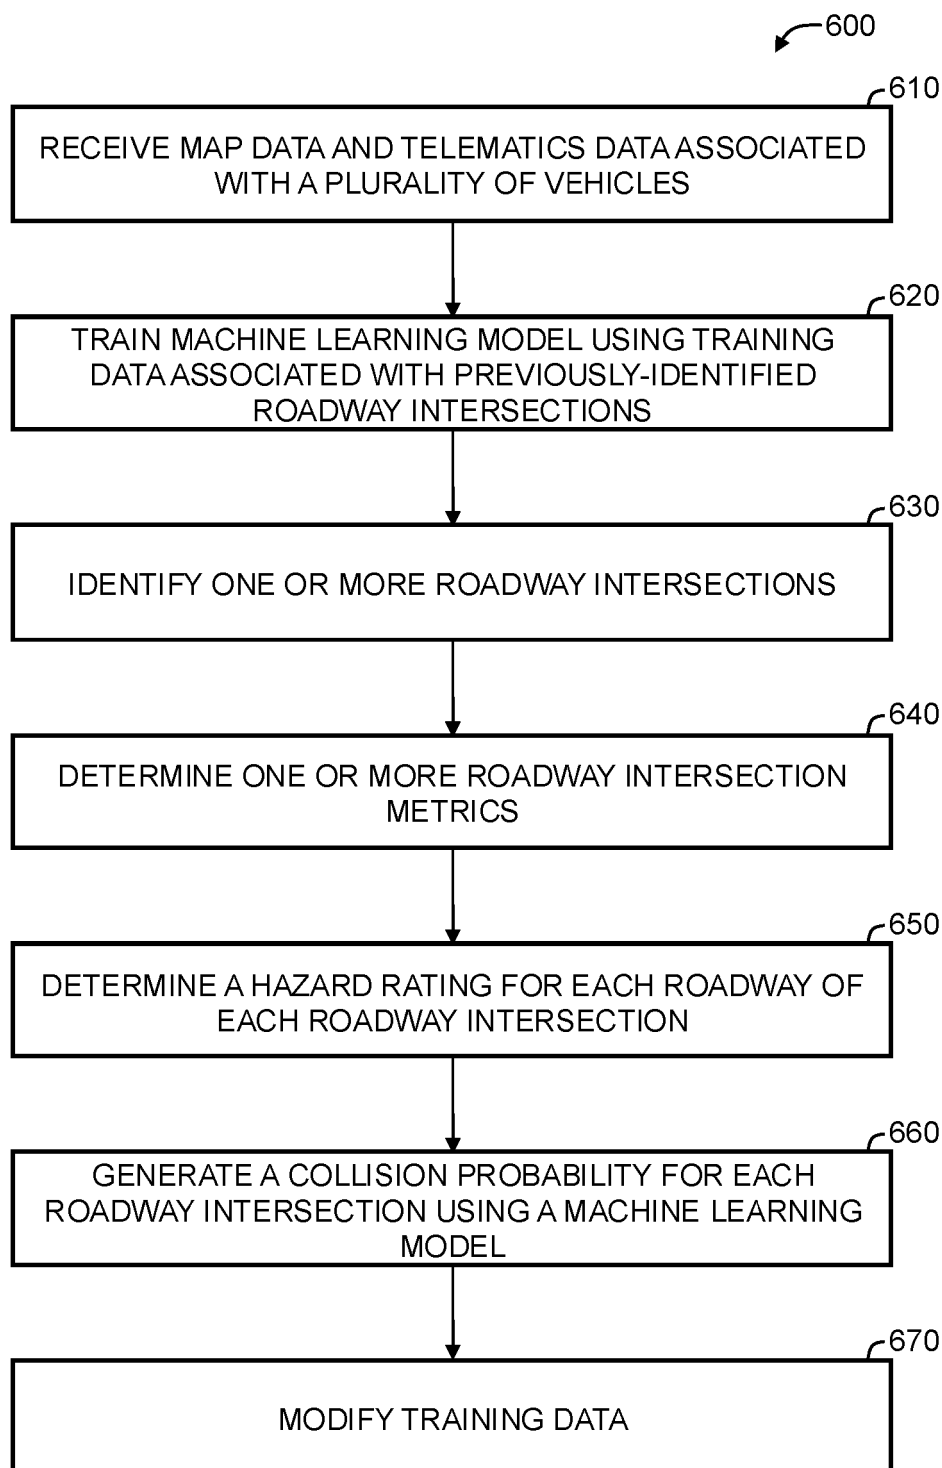 600
610
RECEIVE MAP DATA AND TELEMATICS DATA ASSOCIATED
WITH A PLURALITY OF VEHICLES
620
TRAIN MACHINE LEARNING MODEL USING TRAINING
DATA ASSOCIATED WITH PREVIOUSLY-IDENTIFIED
ROADWAY INTERSECTIONS
630
IDENTIFY ONE OR MORE ROADWAY INTERSECTIONS
640
DETERMINE ONE OR MORE ROADWAY INTERSECTION
METRICS
650
DETERMINE A HAZARD RATING FOR EACH ROADWAY OF
EACH ROADWAY INTERSECTION
660
GENERATE A COLLISION PROBABILITY FOR EACH
ROADWAY INTERSECTION USING A MACHINE LEARNING
MODEL
670
MODIFY TRAINING DATA